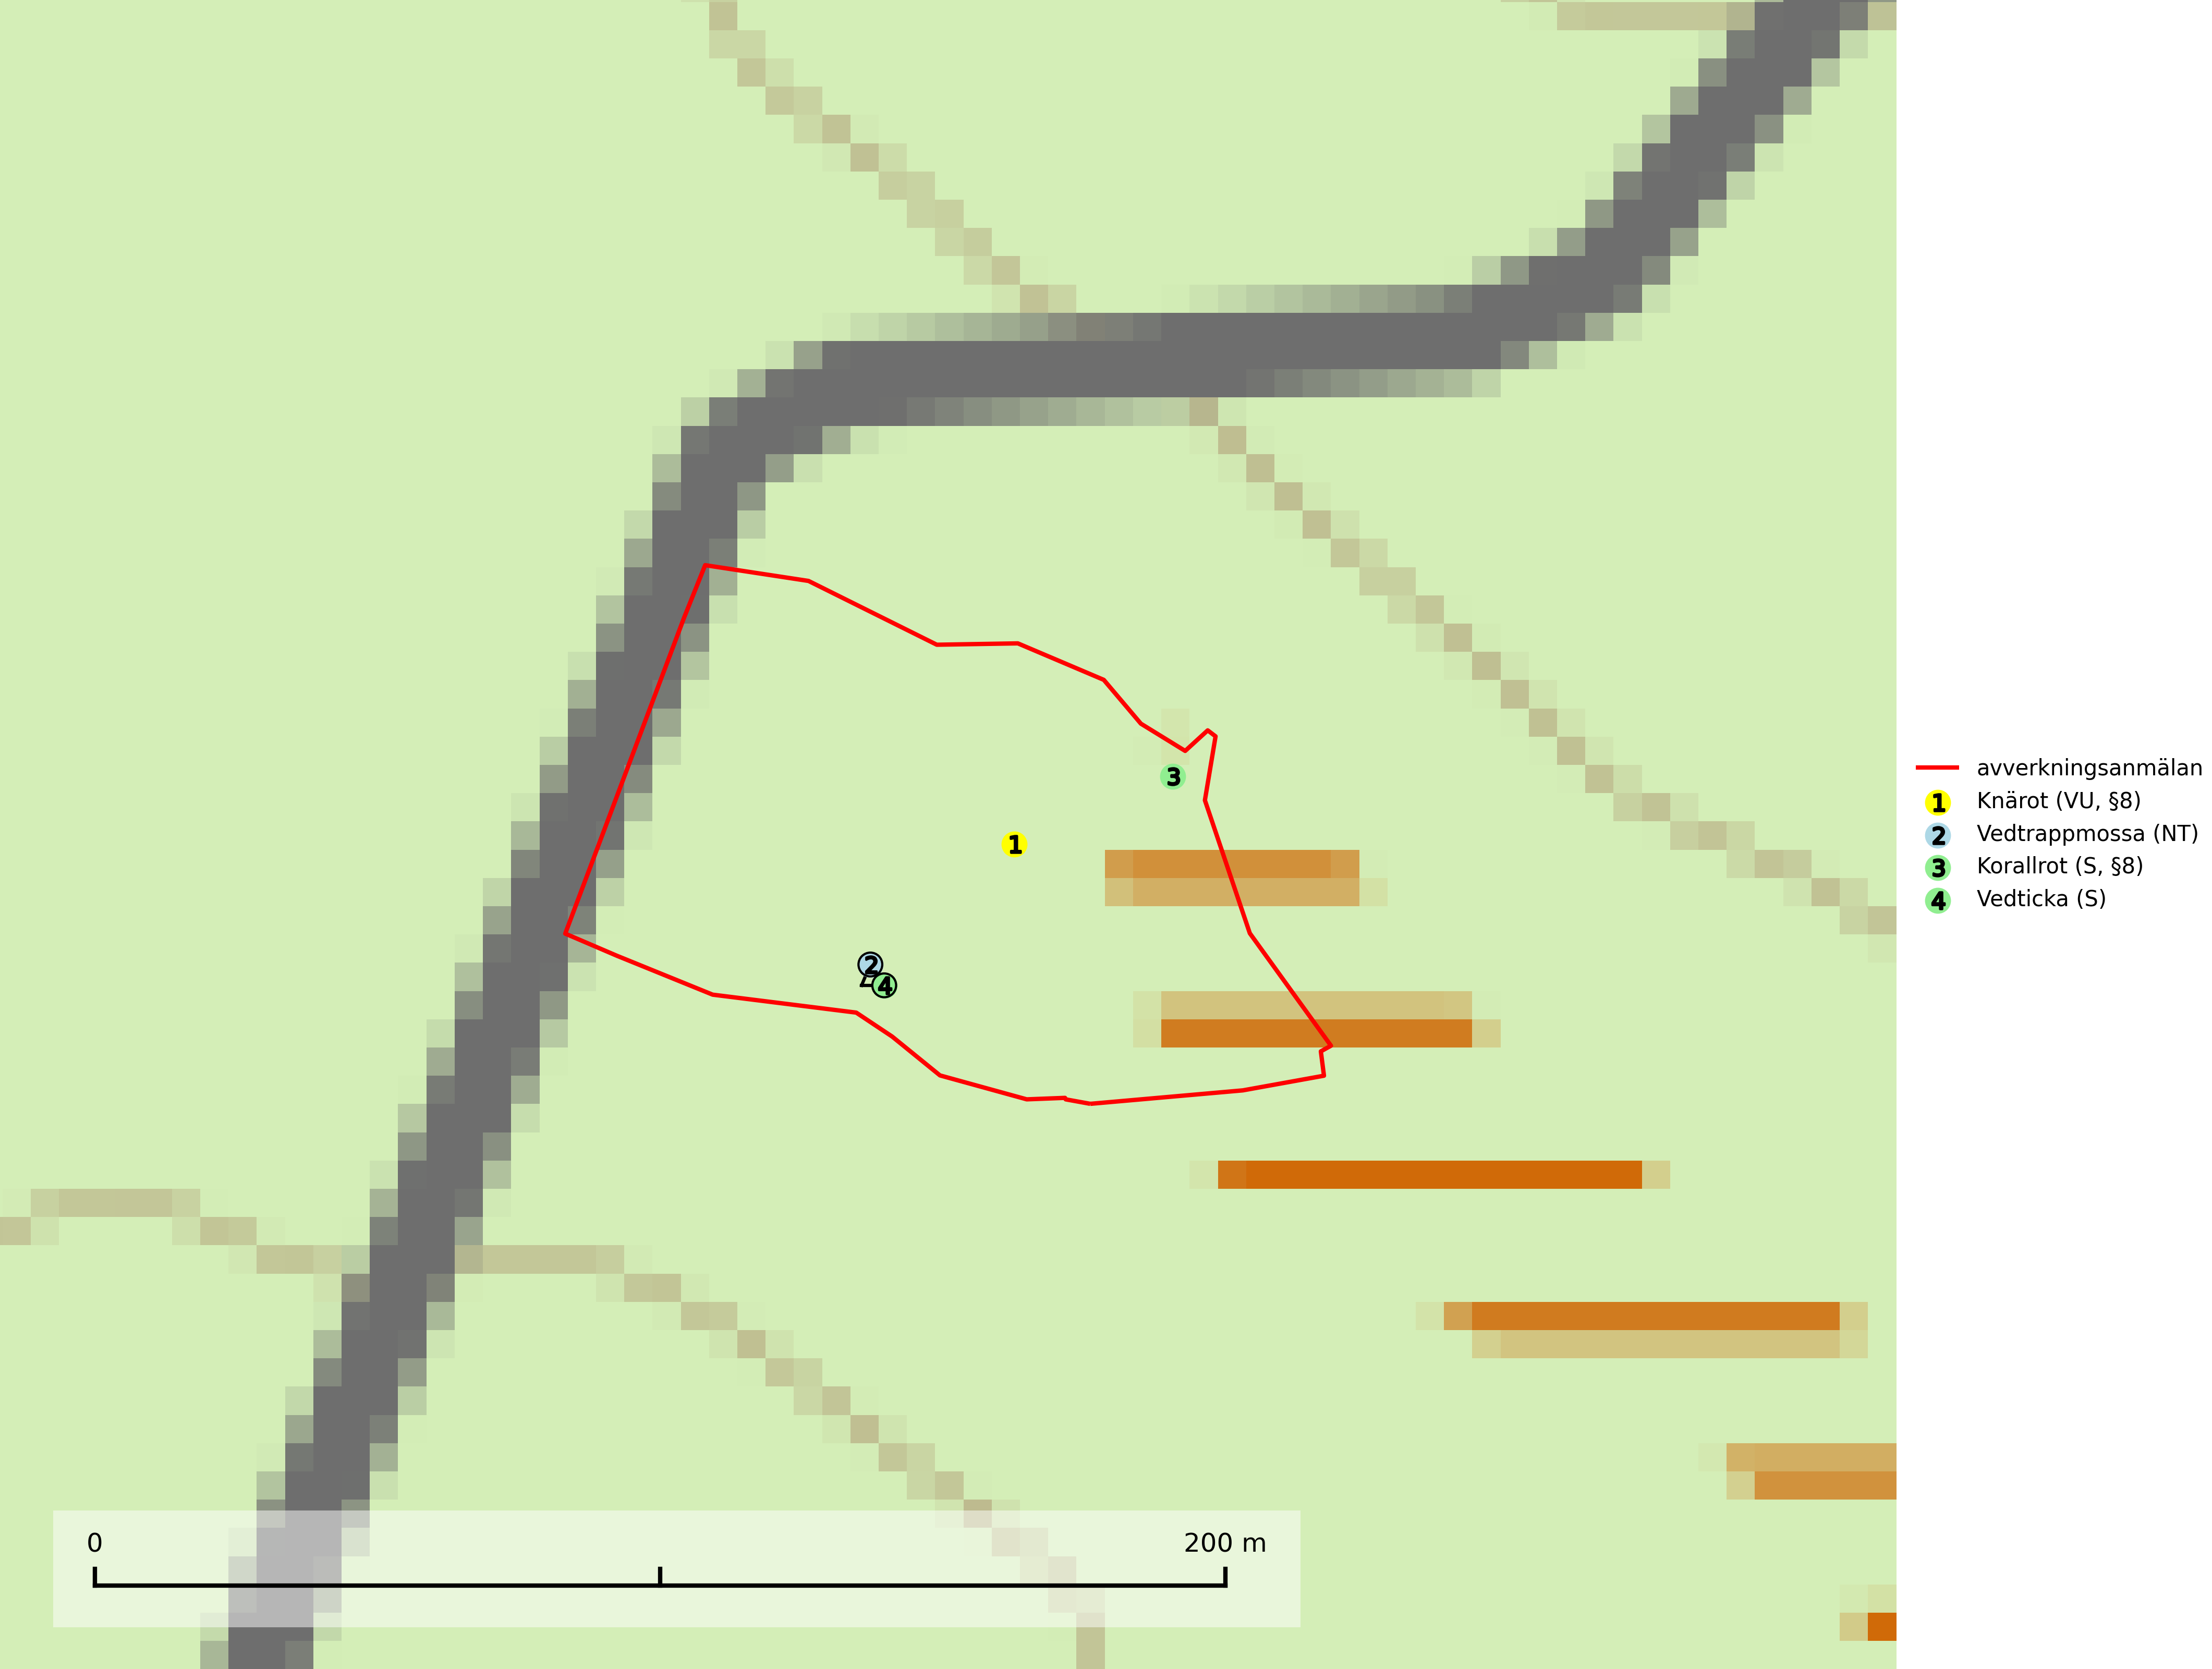 3
1
2
4
0 200 m
avverkningsanmälan
1 Knärot (VU, §8)
2 Vedtrappmossa (NT)
3 Korallrot (S, §8)
4 Vedticka (S)